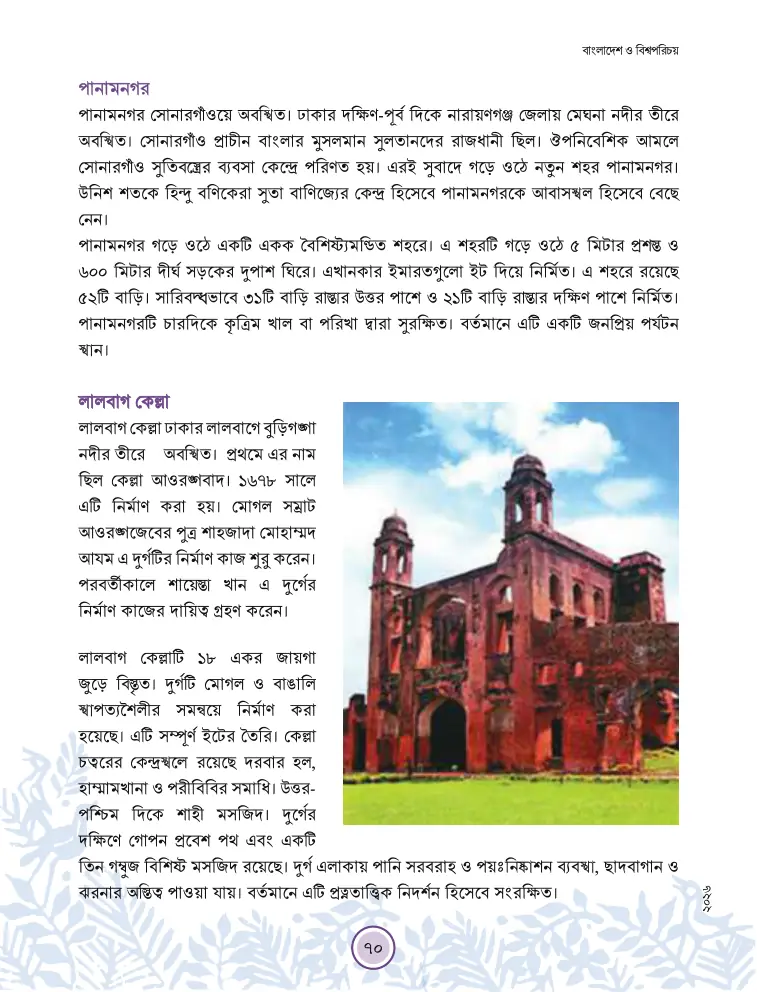 বাংলাদেশ ও বিশ্বপরিচয়
পানামনগর
পানামনগর সোনারগাঁওয়ে অবস্থিত। ঢাকার দক্ষিণ-পূর্ব দিকে নারায়ণগঞ্জ জেলায় মেঘনা নদীর তীরে
অবস্থিত। সোনারগাঁও প্রাচীন বাংলার মুসলমান সুলতানদের রাজধানী ছিল। ঔপনিবেশিক আমলে
সোনারগাঁও সুতিবস্ত্রের ব্যবসা কেন্দ্রে পরিণত হয়। এরই সুবাদে গড়ে ওঠে নতুন শহর পানামনগর।
উনিশ শতকে হিন্দু বণিকেরা সুতা বাণিজ্যের কেন্দ্র হিসেবে পানামনগরকে আবাসস্থল হিসেবে বেছে
নেন।
পানামনগর গড়ে ওঠে একটি একক বৈশিষ্ট্যমন্ডিত শহরে। এ শহরটি গড়ে ওঠে ৫ মিটার প্রশস্ত ও
৬০০ মিটার দীর্ঘ সড়কের দুপাশ ঘিরে। এখানকার ইমারতগুলো ইট দিয়ে নির্মিত। এ শহরে রয়েছে
৫২টি বাড়ি। সারিবদ্ধভাবে ৩১টি বাড়ি রাস্তার উত্তর পাশে ও ২১টি বাড়ি রাস্তার দক্ষিণ পাশে নির্মিত।
পানামনগরটি চারদিকে কৃত্রিম খাল বা পরিখা দ্বারা সুরক্ষিত। বর্তমানে এটি একটি জনপ্রিয় পর্যটন
স্থান।
লালবাগ কেল্লা
লালবাগ কেল্লা ঢাকার লালবাগে বুড়িগঙ্গা
নদীর তীরে অবস্থিত। প্রথমে এর নাম
ছিল কেল্লা আওরঙ্গবাদ। ১৬৭৮ সালে
এটি নির্মাণ করা হয়। মোগল সম্রাট
আওরঙ্গজেবের পুত্র শাহজাদা মোহাম্মদ
আযম এ দুর্গটির নির্মাণ কাজ শুরু করেন।
পরবর্তীকালে শায়েস্তা খান এ দুর্গের
নির্মাণ কাজের দায়িত্ব গ্রহণ করেন।
লালবাগ কেল্লাটি ১৮ একর জায়গা
জুড়ে বিস্তৃত। দুর্গটি মোগল ও বাঙালি
স্থাপত্যশৈলীর সমন্বয়ে নির্মাণ করা
হয়েছে। এটি সম্পূর্ণ ইটের তৈরি। কেল্লা
চত্বরের কেন্দ্রস্থলে রয়েছে দরবার হল,
হাম্মামখানা ও পরীবিবির সমাধি। উত্তর-
পশ্চিম দিকে শাহী মসজিদ। দুর্গের
দক্ষিণে গোপন প্রবেশ পথ এবং একটি
তিন গম্বুজ বিশিষ্ট মসজিদ রয়েছে। দুর্গ এলাকায় পানি সরবরাহ ও পয়ঃনিষ্কাশন ব্যবস্থা, ছাদবাগান ও
ঝরনার অস্তিত্ব পাওয়া যায়। বর্তমানে এটি প্রত্নতাত্ত্বিক নিদর্শন হিসেবে সংরক্ষিত।
২০২৬
৭০